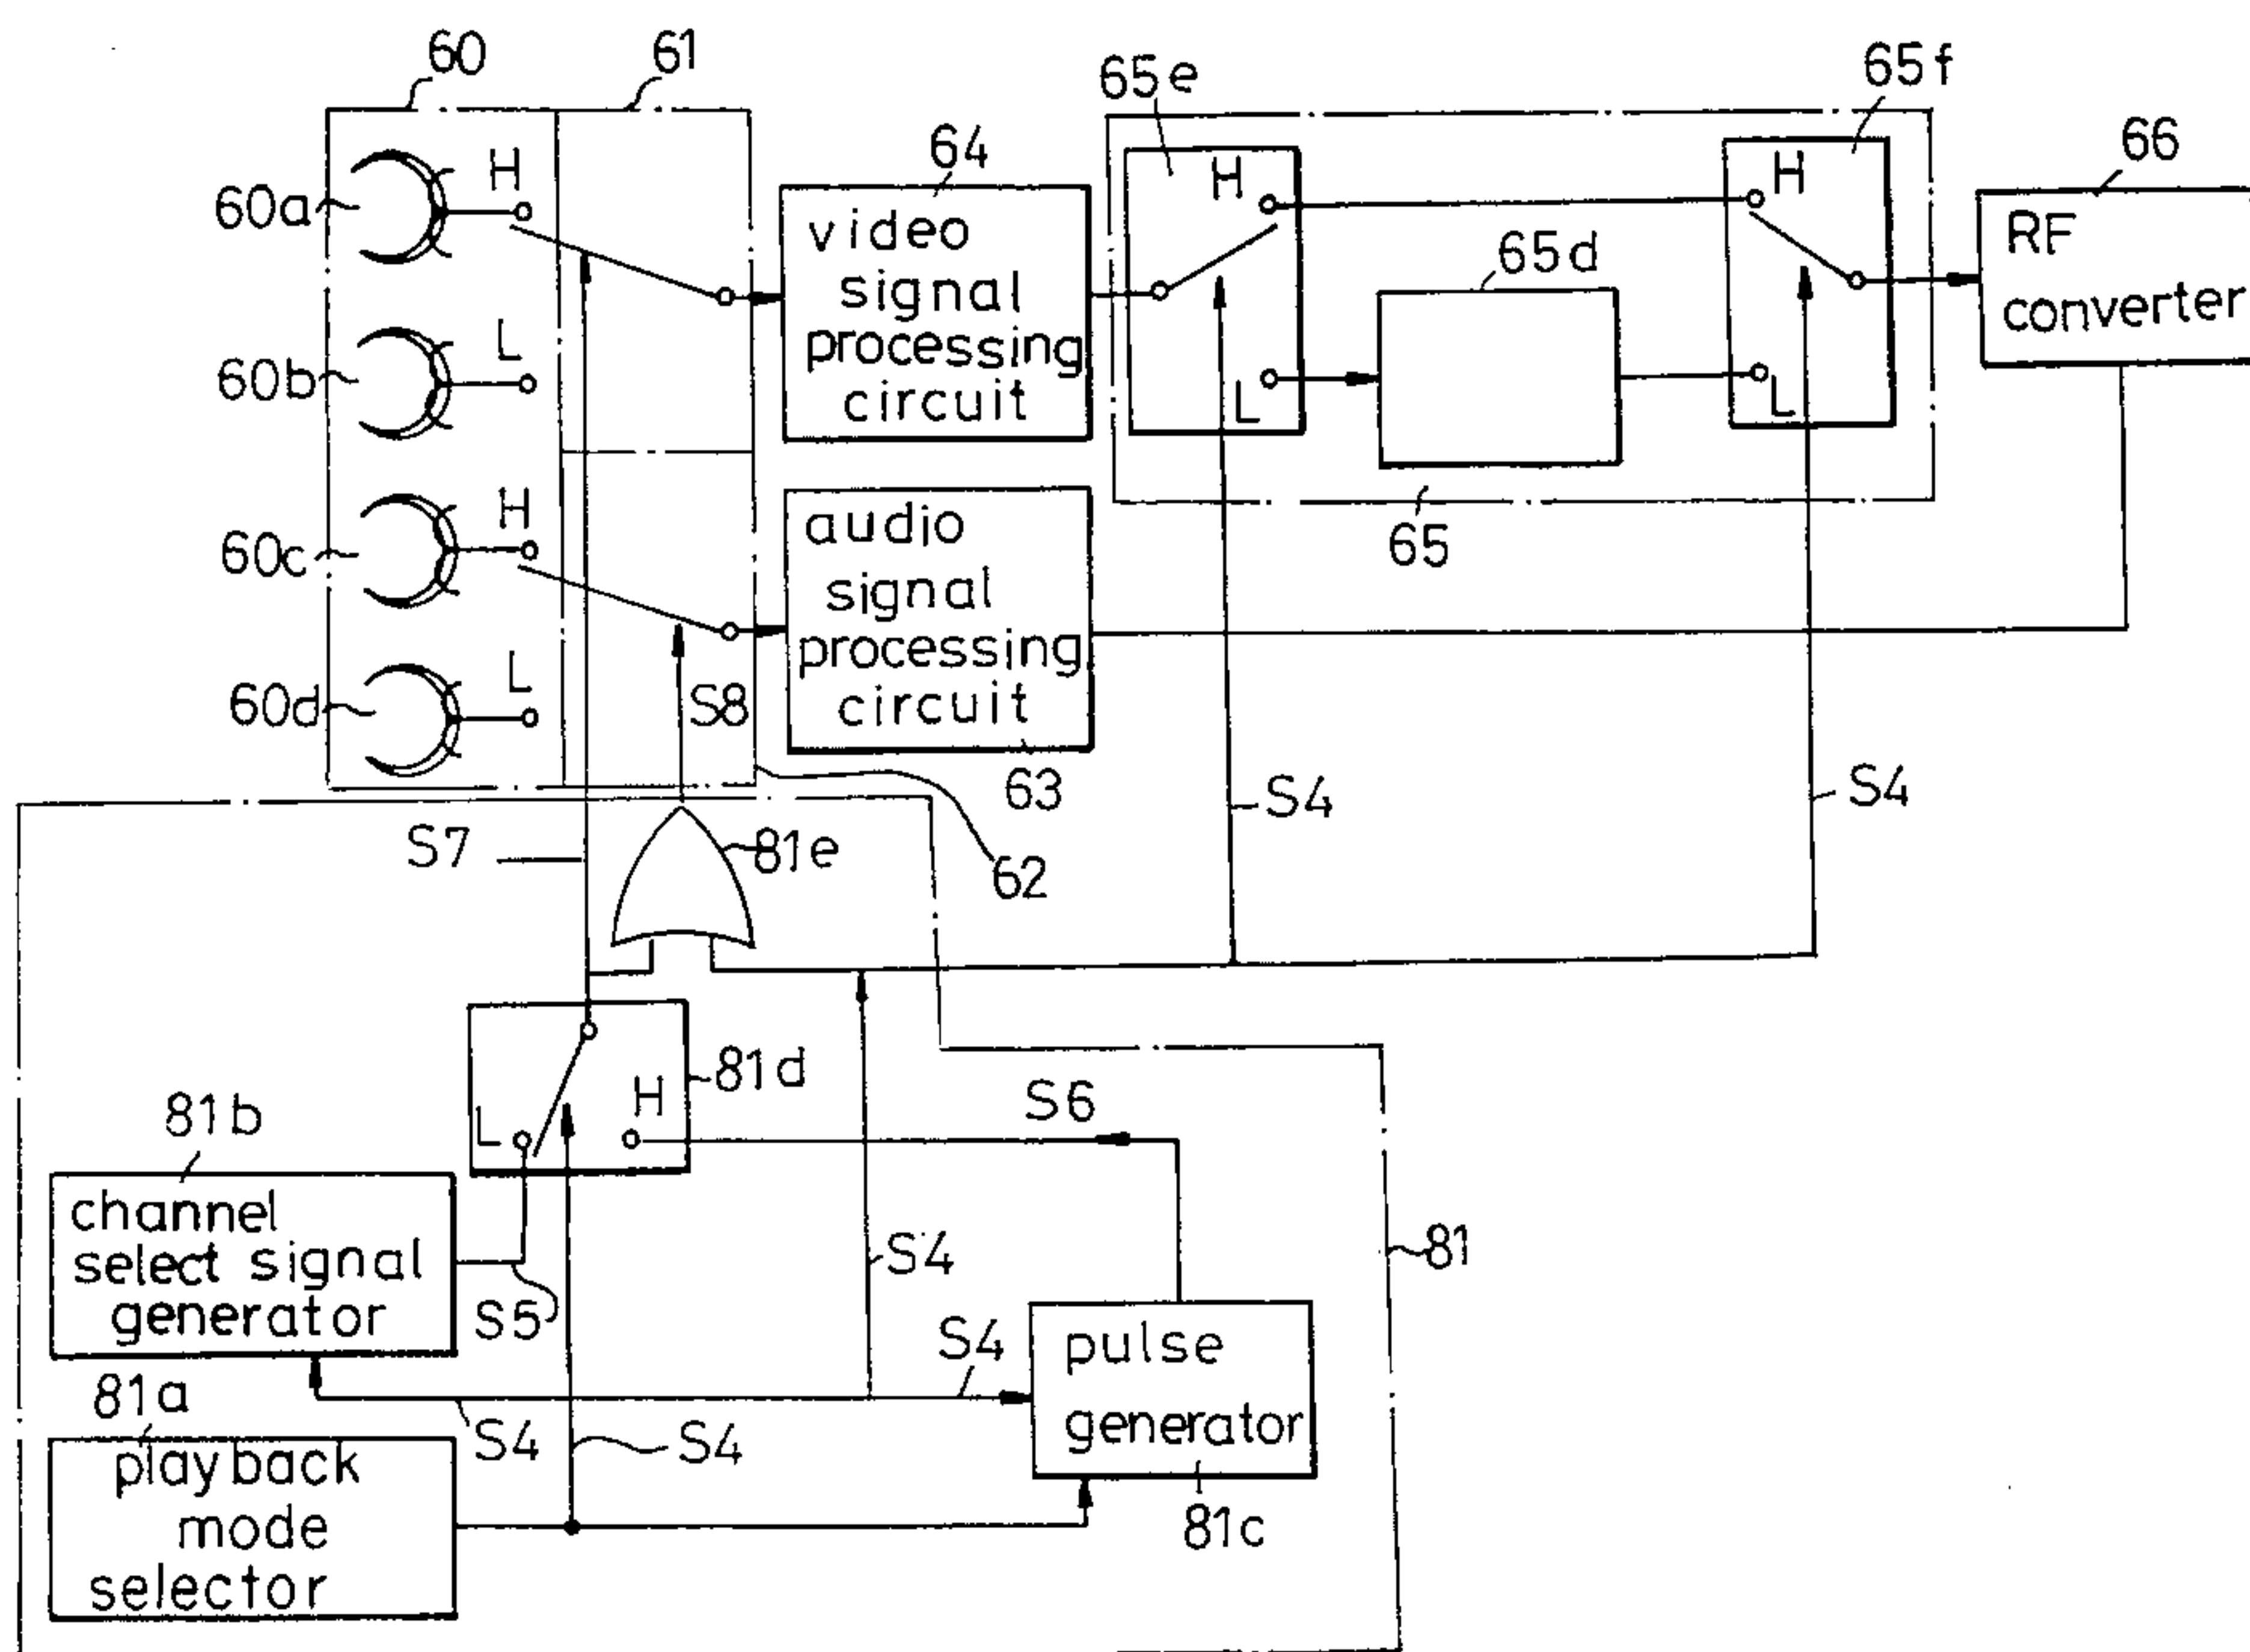 60
61
65e
65f
66
64
60a
H
video
signal
processing
circuit
H
L
65d
H
L
RF
converter
60b
L
65
60c
H
audio
signal
processing
circuit
63
60d
L
S8
62
S4
S4
S7
81e
81d
L
H
S6
81b
channel
select signal
generator
S5
S4
81
S4
pulse
generator
81c
81a
S4
S4
playback
mode
selector